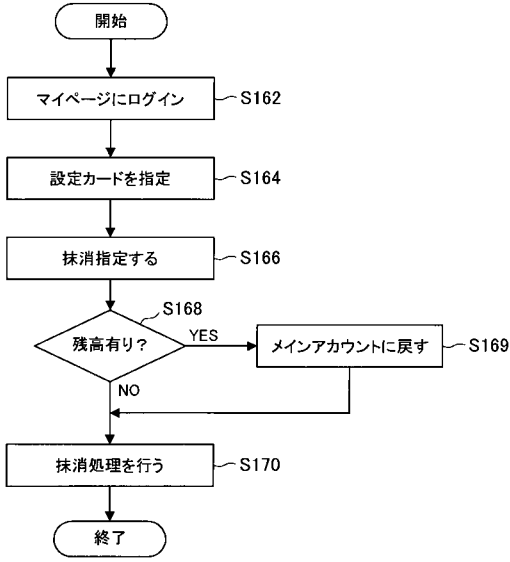 開始
マイページにログイン
S162
設定カードを指定
S164
抹消指定する
S166
S168
残高有り？
YES
メインアカウントに戻す
S169
NO
抹消処理を行う
S170
終了